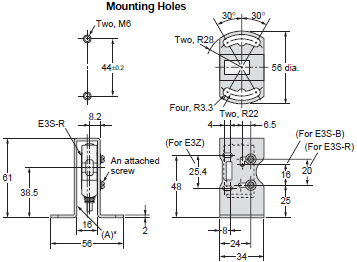 Mounting Holes
Two, M6
44±0.2
30° 30°
Two, R28
56 dia.
Four, R3.3
Two, R22
4 6.5
E3S-R
8.2
An attached
screw
61
38.5
16
(A)*
56
2
(For E3Z)
(For E3S-B)
(For E3S-R)
48
25.4
16
20
25
8
24
34